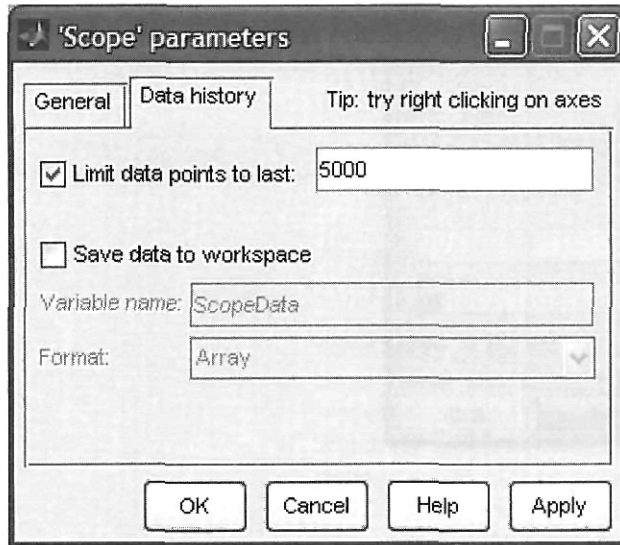 'Scope' parameters
General Data history Tip: try right clicking on axes
Limit data points to last: 5000
Save data to workspace
Variable name: ScopeData
Format: Array
OK Cancel Help Apply